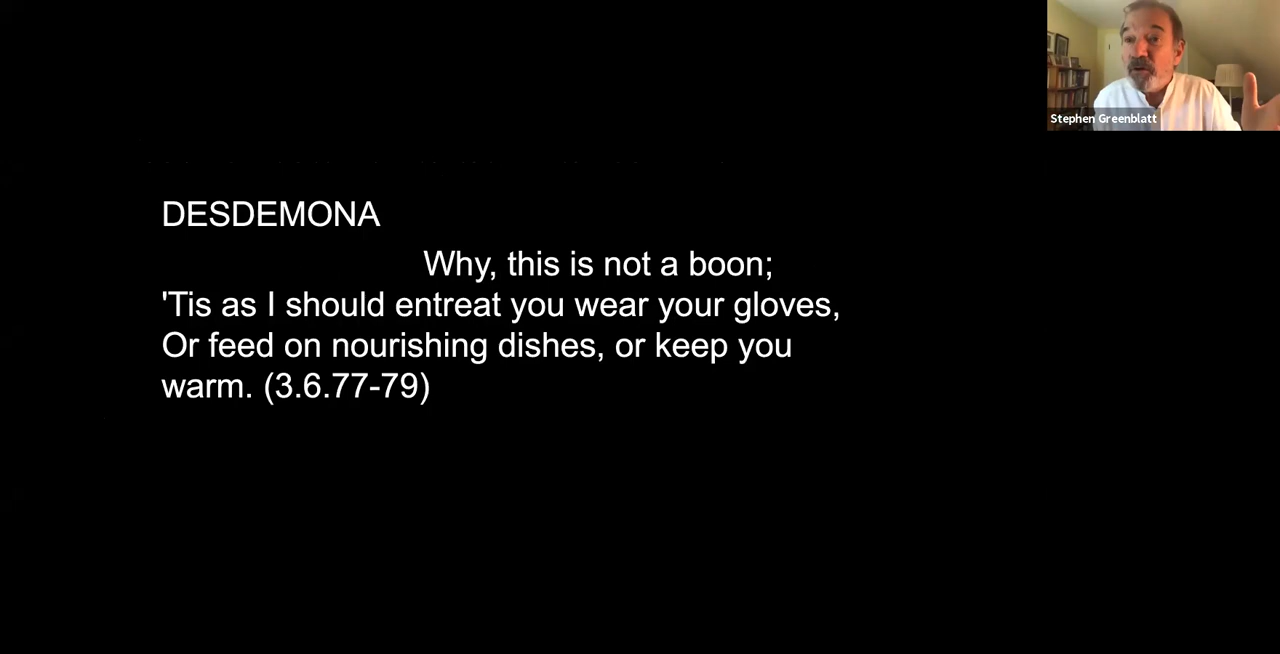 Stephen Greenblatt
DESDEMONA
Why, this is not a boon;
'Tis as I should entreat you wear your gloves,
Or feed on nourishing dishes, or keep you
warm. (3.6.77-79)